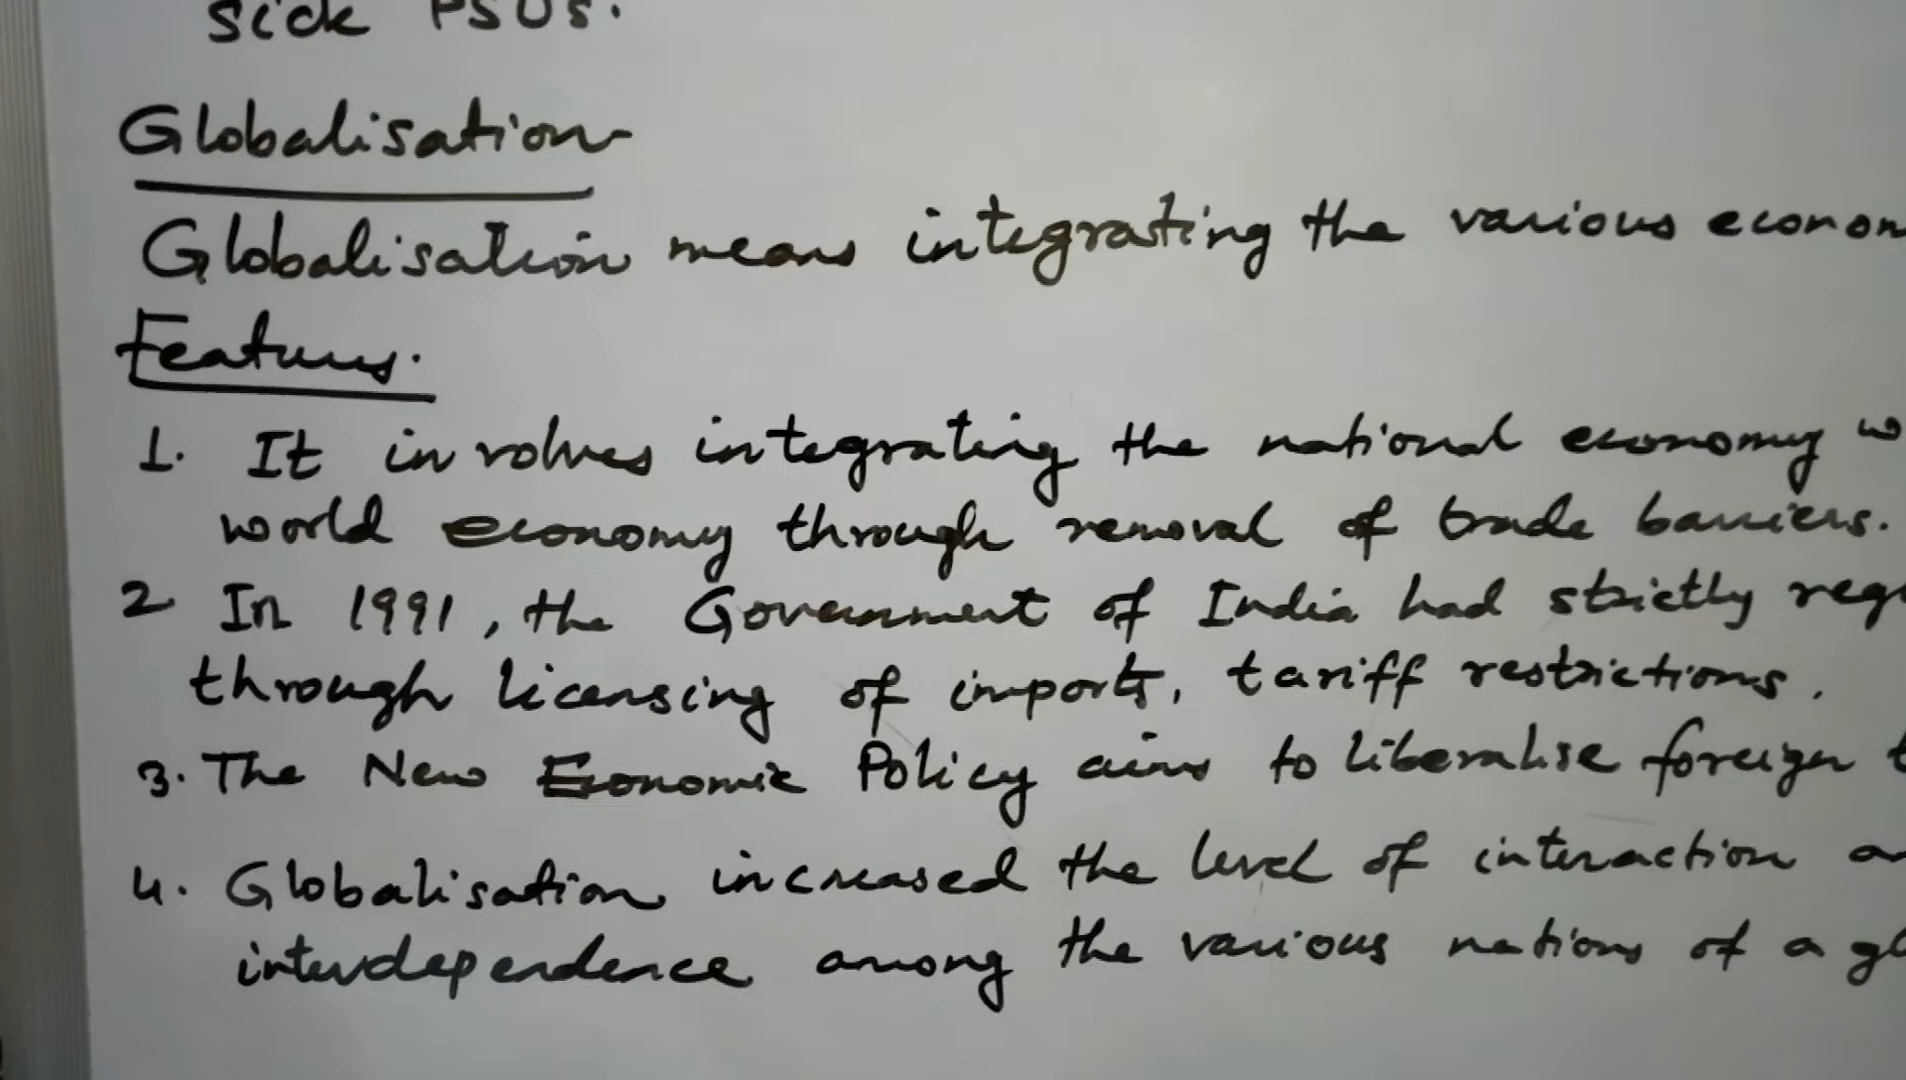 sick PSUs.
Globalisation
Globalisation means integrating the various econom
Features.
1. It involves integrating the national economy w
world economy through removal of trade barriers.
2 In 1991, the Government of India had strictly reg
through licensing of imports, tariff restrictions.
3. The New Economic Policy aims to liberalise foreign t
4. Globalisation increased the level of interaction an
interdependence among the various nations of a gl